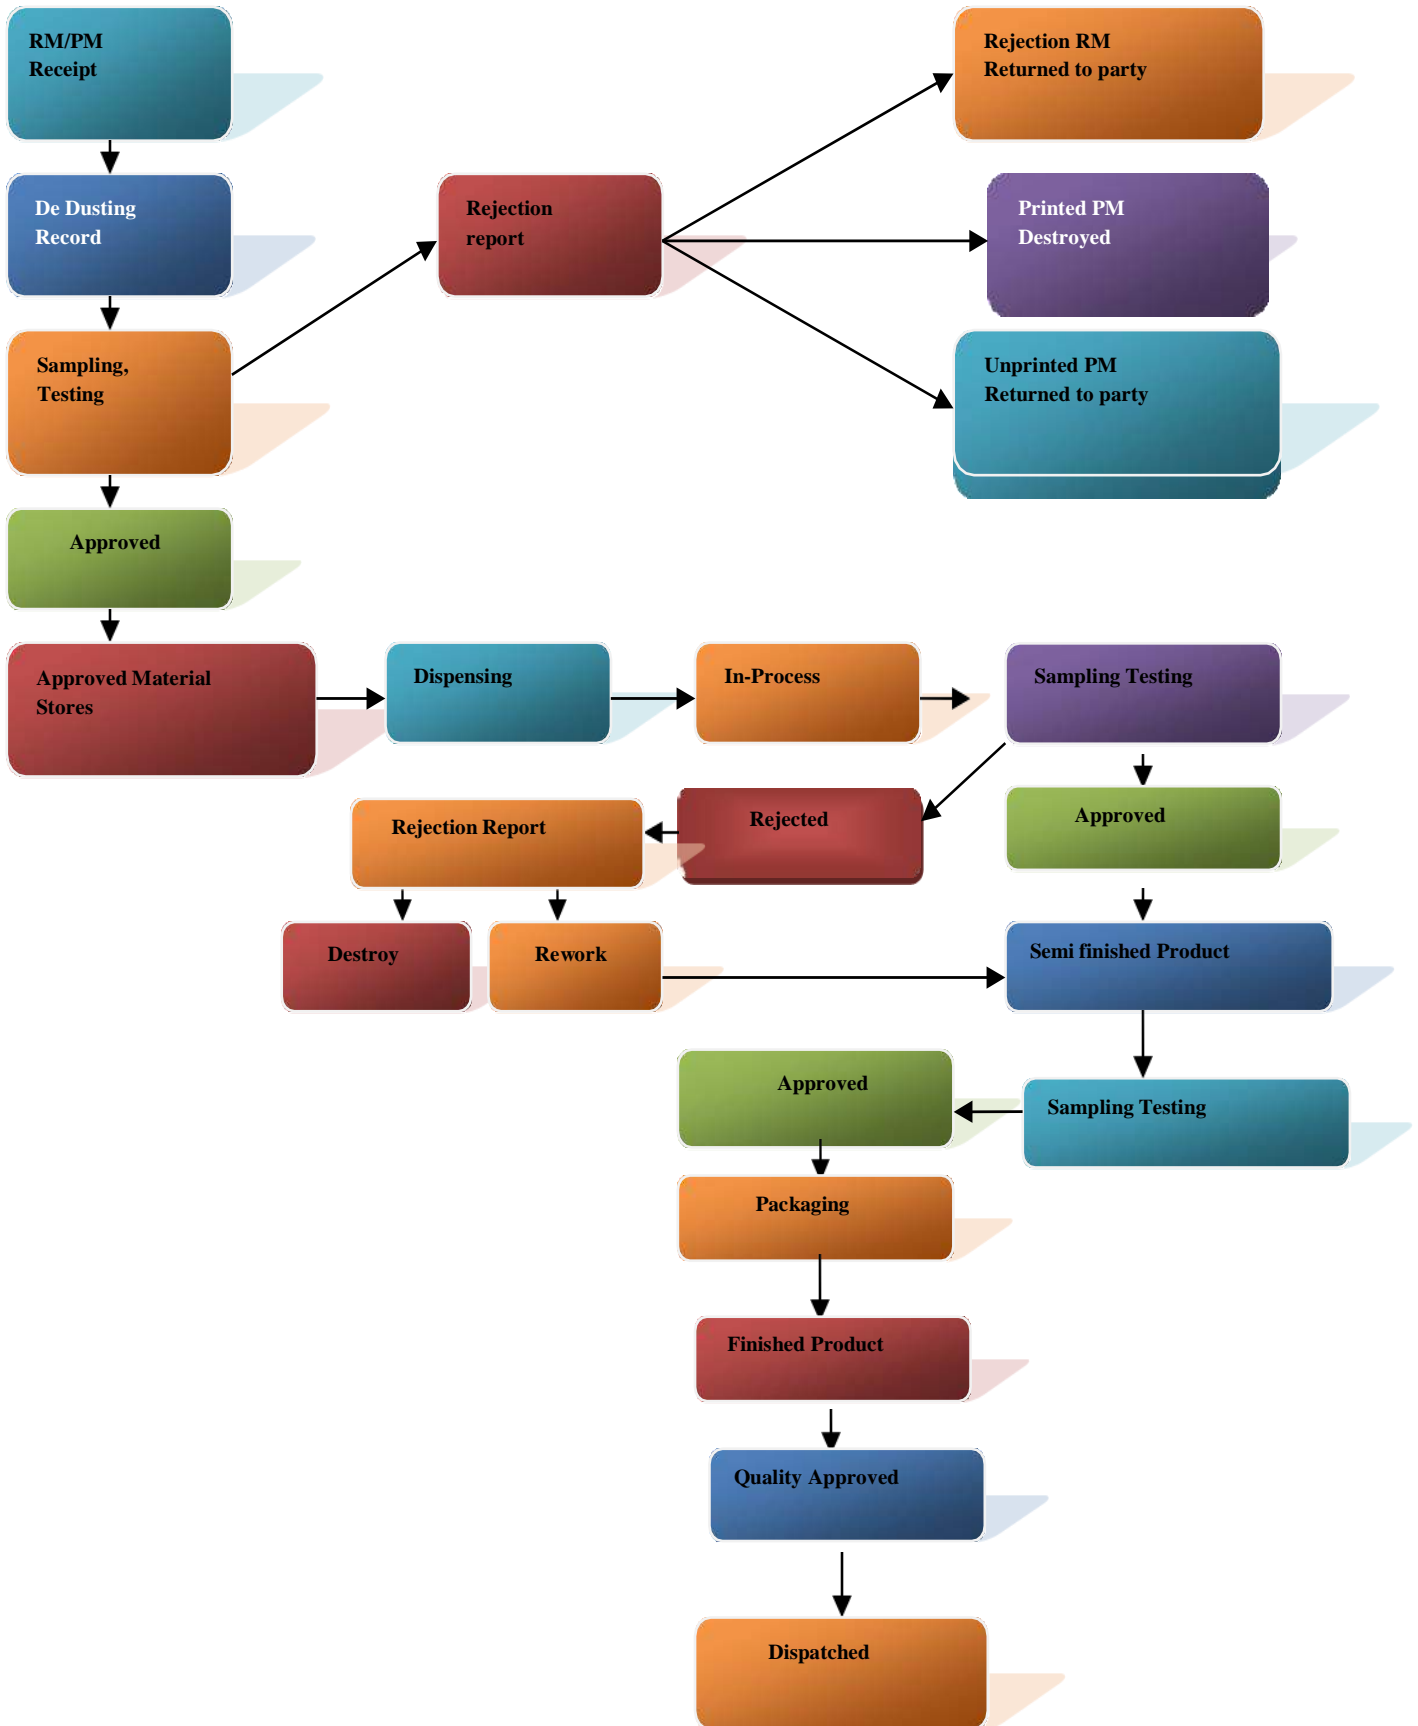 RM/PM
Receipt
De Dusting
Record
Sampling,
Testing
Approved
Rejection
report
Rejection RM
Returned to party
Printed PM
Destroyed
Unprinted PM
Returned to party
Approved Material
Stores
Dispensing
In-Process
Sampling Testing
Rejected
Approved
Rejection Report
Destroy
Rework
Semi finished Product
Sampling Testing
Approved
Packaging
Finished Product
Quality Approved
Dispatched